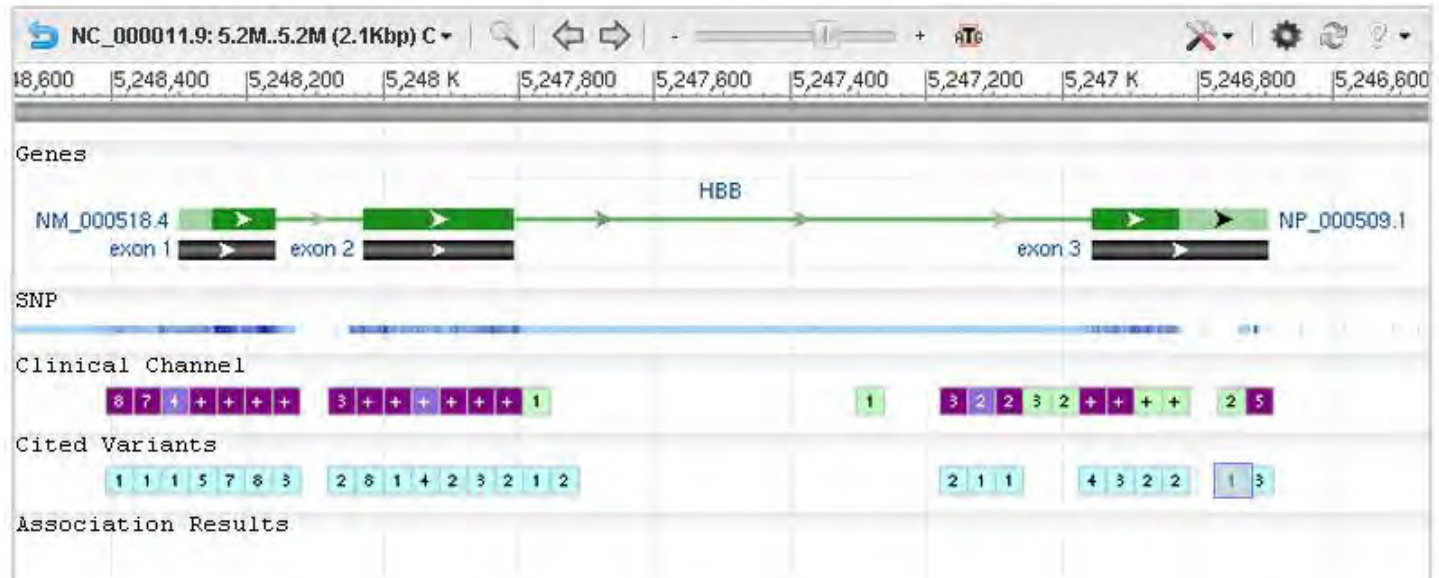 NC_000011.9: 5.2M..5.2M (2.1Kbp) C - + ATG ?
48,600 5,248,400 5,248,200 5,248 K 5,247,800 5,247,600 5,247,400 5,247,200 5,247 K 5,246,800 5,246,600
Genes
HBB
NM_000518.4 NP_000509.1
exon 1 exon 2 exon 3
SNP
Clinical Channel
8 7 + + + + + 3 + + + + + + 1 1 3 2 2 3 2 + + + + 2 5
Cited Variants
1 1 1 5 7 8 3 2 8 1 4 2 3 2 1 2 2 1 1 4 3 2 2 1 3
Association Results